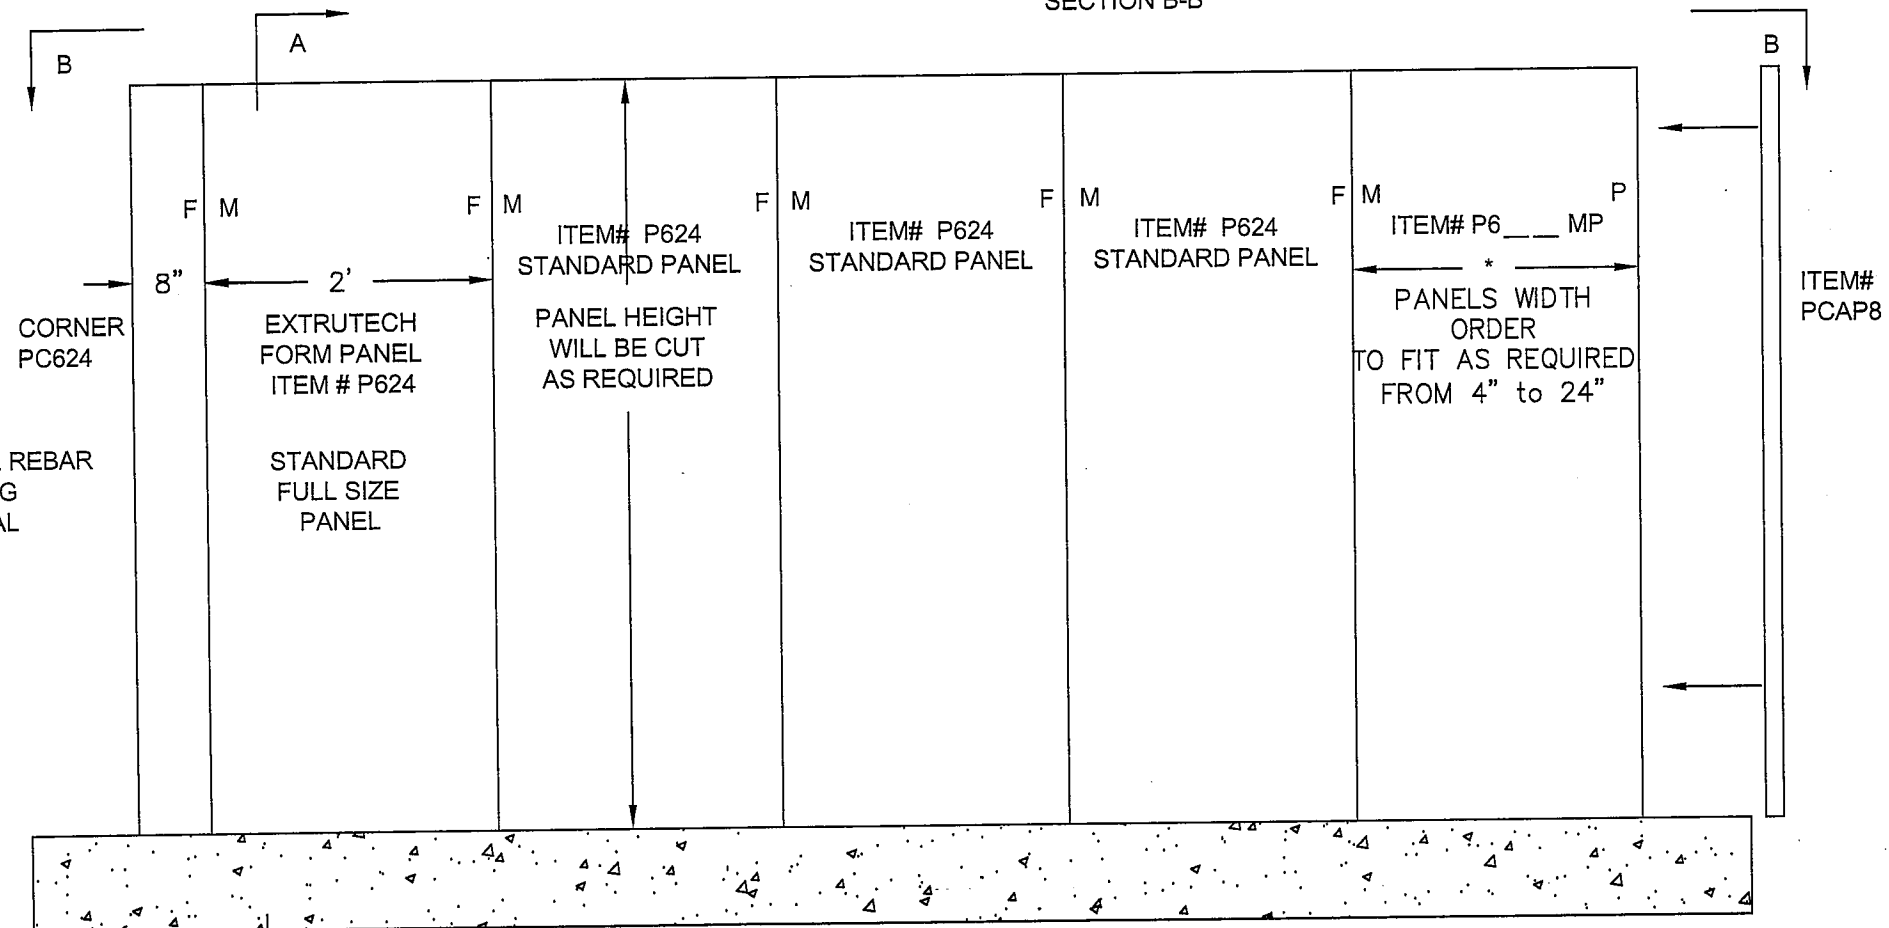 SECTION B-B
B
A
B
F
M
F
M
F
M
F
M
F
M
P
ITEM# P624
STANDARD PANEL
ITEM# P624
STANDARD PANEL
ITEM# P624
STANDARD PANEL
ITEM# P6__ __ MP
8"
2'
*
CORNER
PC624
EXTRUTECH
FORM PANEL
ITEM # P624
STANDARD
FULL SIZE
PANEL
PANEL HEIGHT
WILL BE CUT
AS REQUIRED
PANELS WIDTH
ORDER
TO FIT AS REQUIRED
FROM 4" to 24"
ITEM#
PCAP8
REBAR